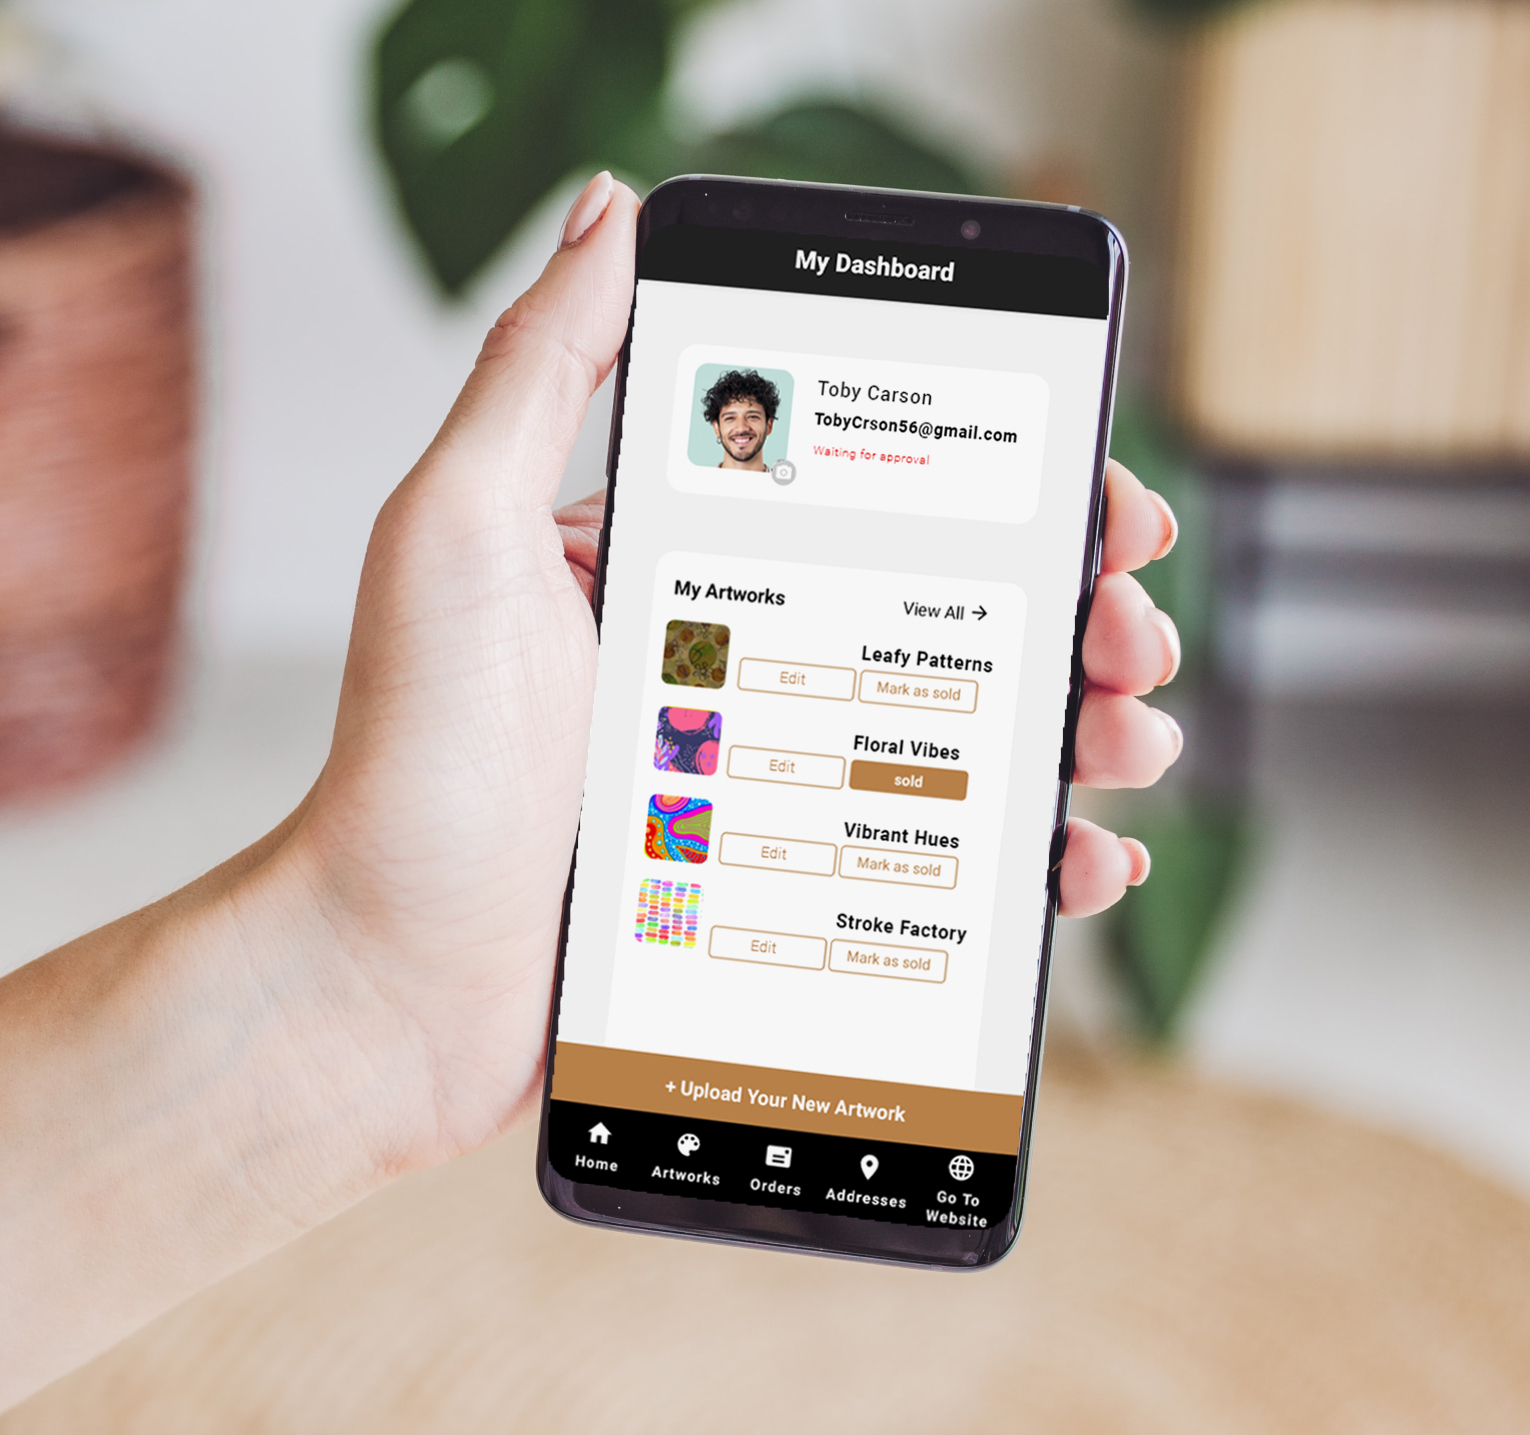 My Dashboard
Toby Carson
TobyCrson56@gmail.com
Waiting for approval
My Artworks
View All →
Leafy Patterns
Edit
Mark as sold
Floral Vibes
Edit
sold
Vibrant Hues
Edit
Mark as sold
Stroke Factory
Edit
Mark as sold
+ Upload Your New Artwork
Home
Artworks
Orders
Addresses
Go To
Website